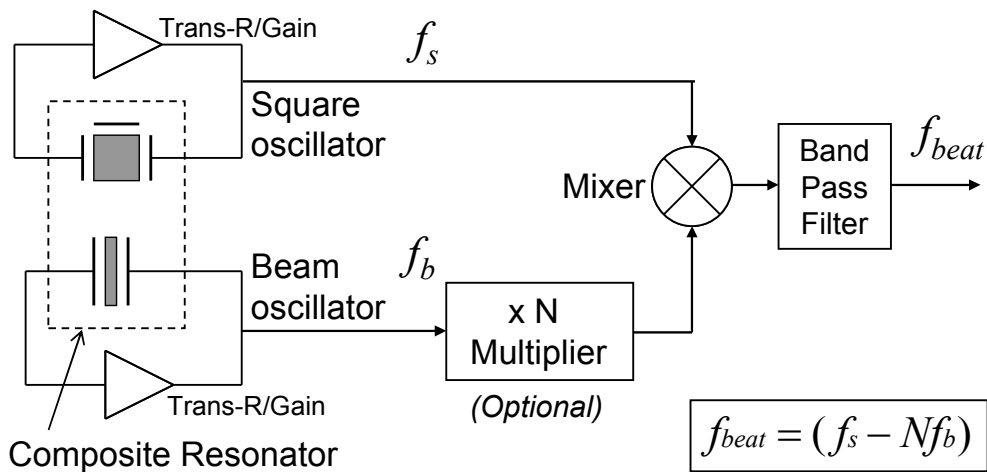 Trans-R/Gain
f_s
Square
oscillator
Mixer
Band
Pass
Filter
f_beat
Beam
oscillator
f_b
x N
Multiplier
(Optional)
Trans-R/Gain
Composite Resonator
f_beat = (f_s – Nf_b)